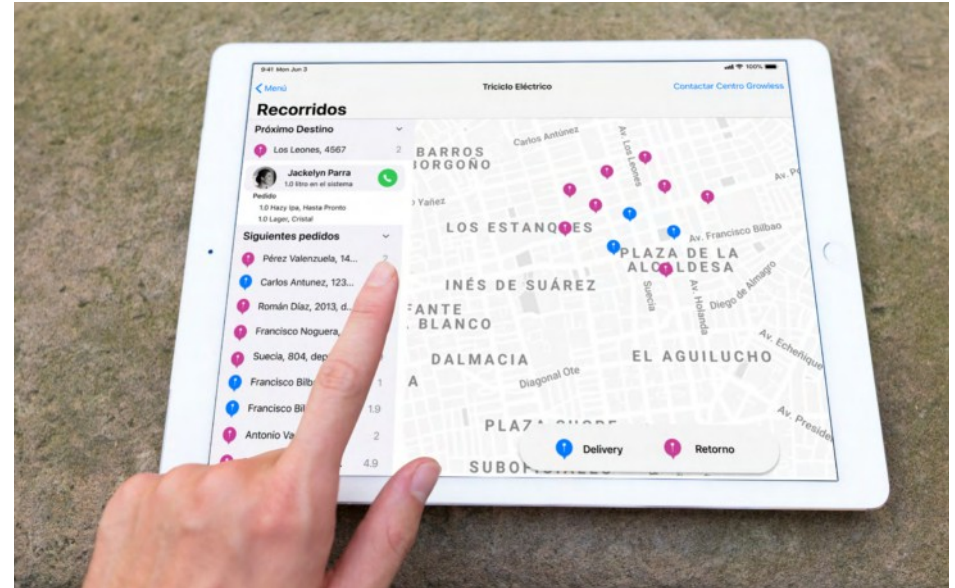 9:41 Mon Jun 3
100%
Menú
Triciclo Eléctrico
Contactar Centro Growless
Recorridos
Próximo Destino
Los Leones, 4567 2
Jackelyn Parra
1.0 litro en el sistema
Pedido
1.0 Hazy Ipa, Hasta Pronto
1.0 Lager, Cristal
Siguientes pedidos
Pérez Valenzuela, 14... 2
Carlos Antunez, 123...
Román Díaz, 2013, d...
Francisco Noguera,
Suecia, 804, dep
Francisco Bilb 1
Francisco Bil 1.9
Antonio Va 2
4.9
Carlos Antúnez
Av. Los Leones
BARROS
BORGOÑO
Yañez
LOS ESTANQUES
Av. Francisco Bilbao
PLAZA DE LA
ALCALDESA
INÉS DE SUÁREZ
Suecia
Av. Holanda
Diego de Almagro
FANTE
BLANCO
Av. Echeñique
DALMACIA
EL AGUILUCHO
Diagonal Ote
Av. Preside
PLAZA SUCRE
Delivery
Retorno
SUBOFICIALES